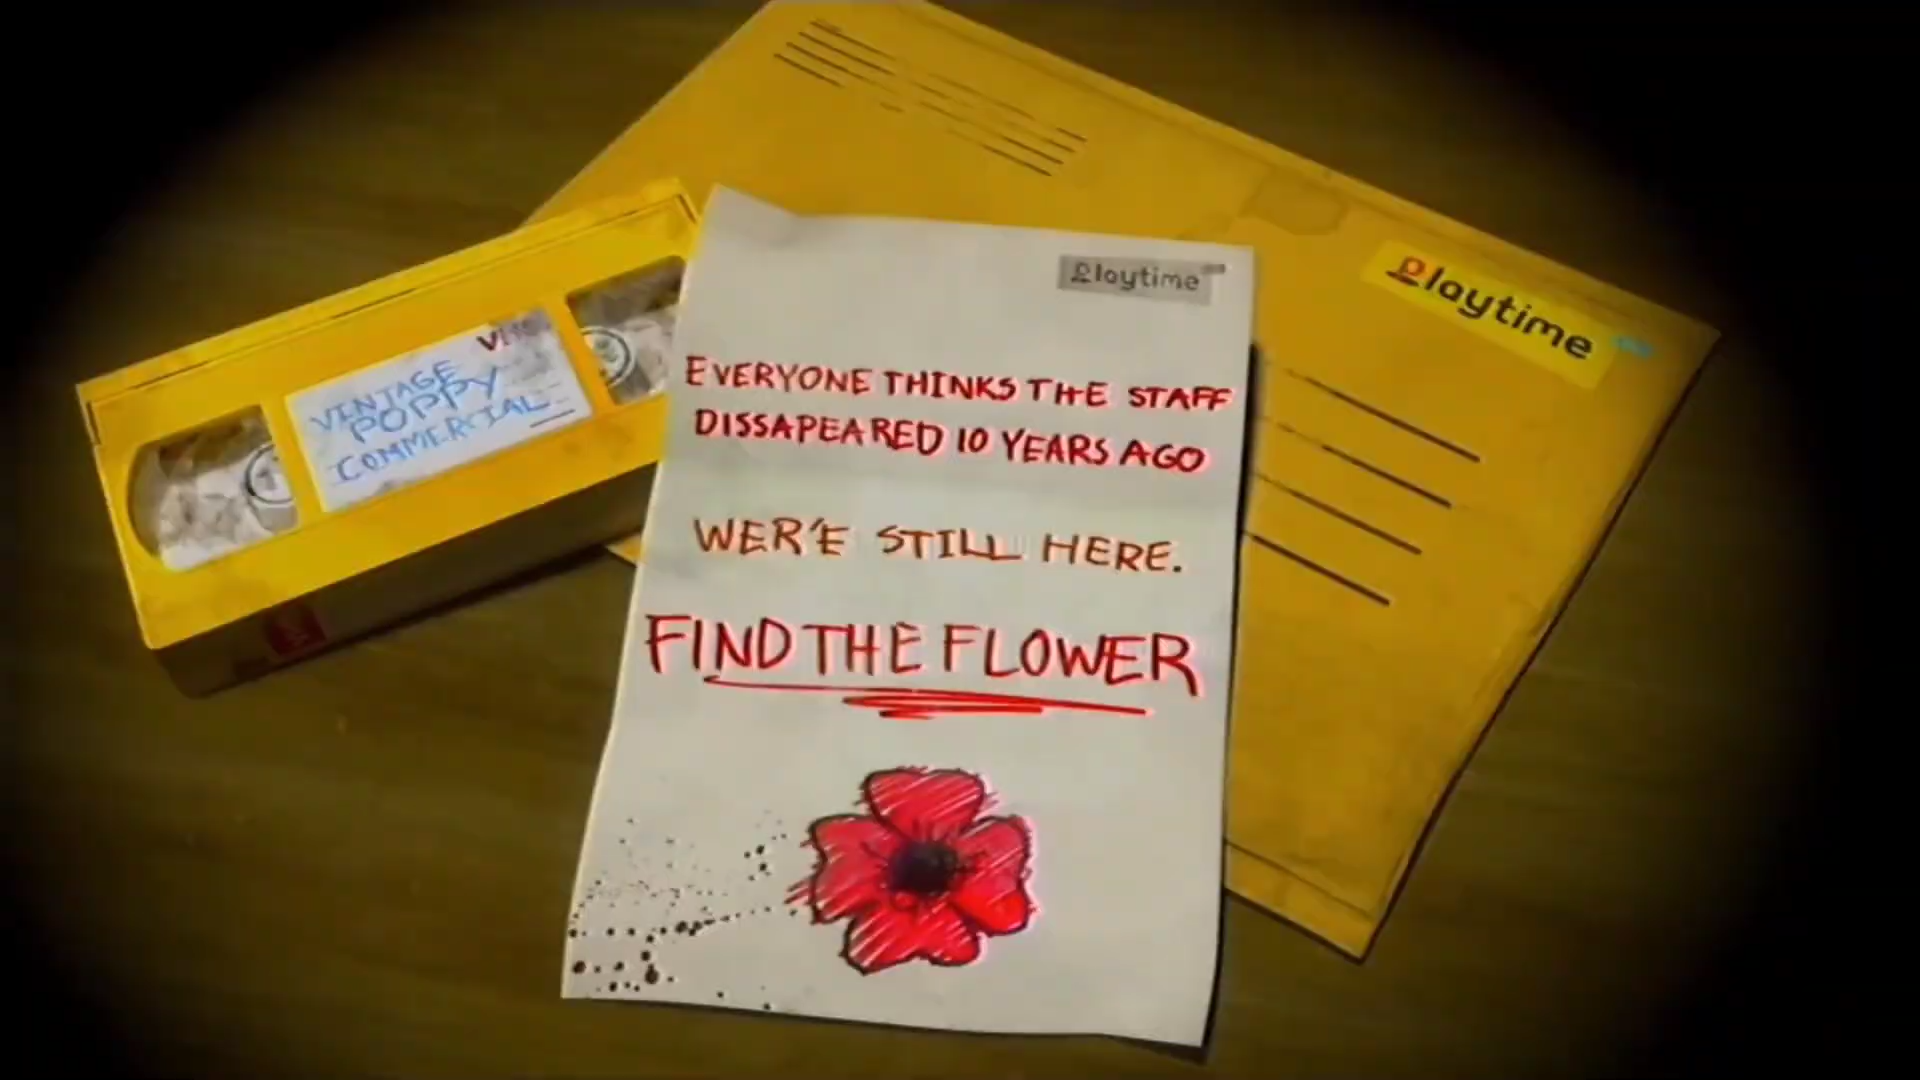 Playtime
VINTAGE
POPPY
COMMERCIAL
Playtime
EVERYONE THINKS THE STAFF
DISSAPEARED 10 YEARS AGO
WER'E STILL HERE.
FIND THE FLOWER